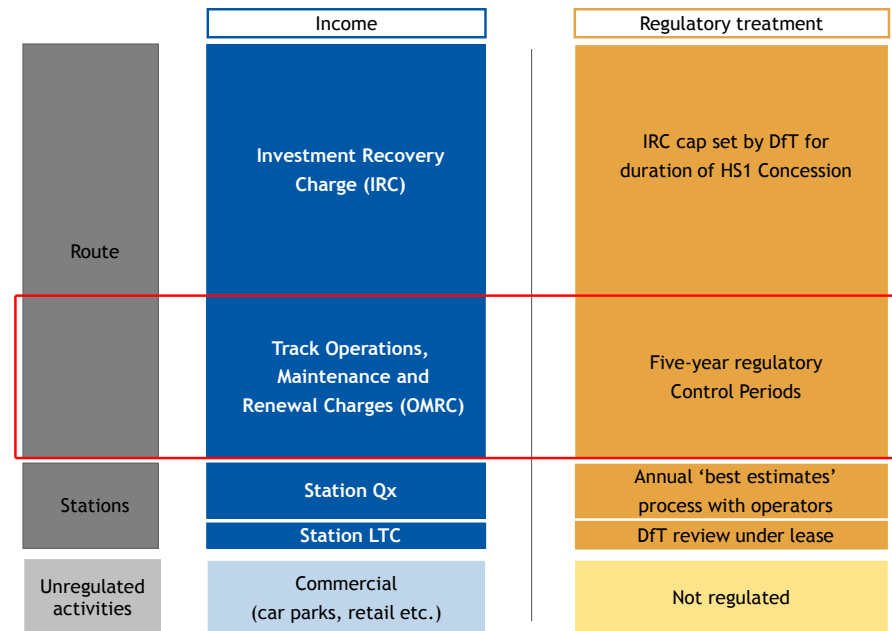 Income
Regulatory treatment
Route
Investment Recovery
Charge (IRC)
IRC cap set by DfT for
duration of HS1 Concession
Track Operations,
Maintenance and
Renewal Charges (OMRC)
Five-year regulatory
Control Periods
Stations
Station Qx
Annual ‘best estimates’
process with operators
Station LTC
DfT review under lease
Unregulated
activities
Commercial
(car parks, retail etc.)
Not regulated